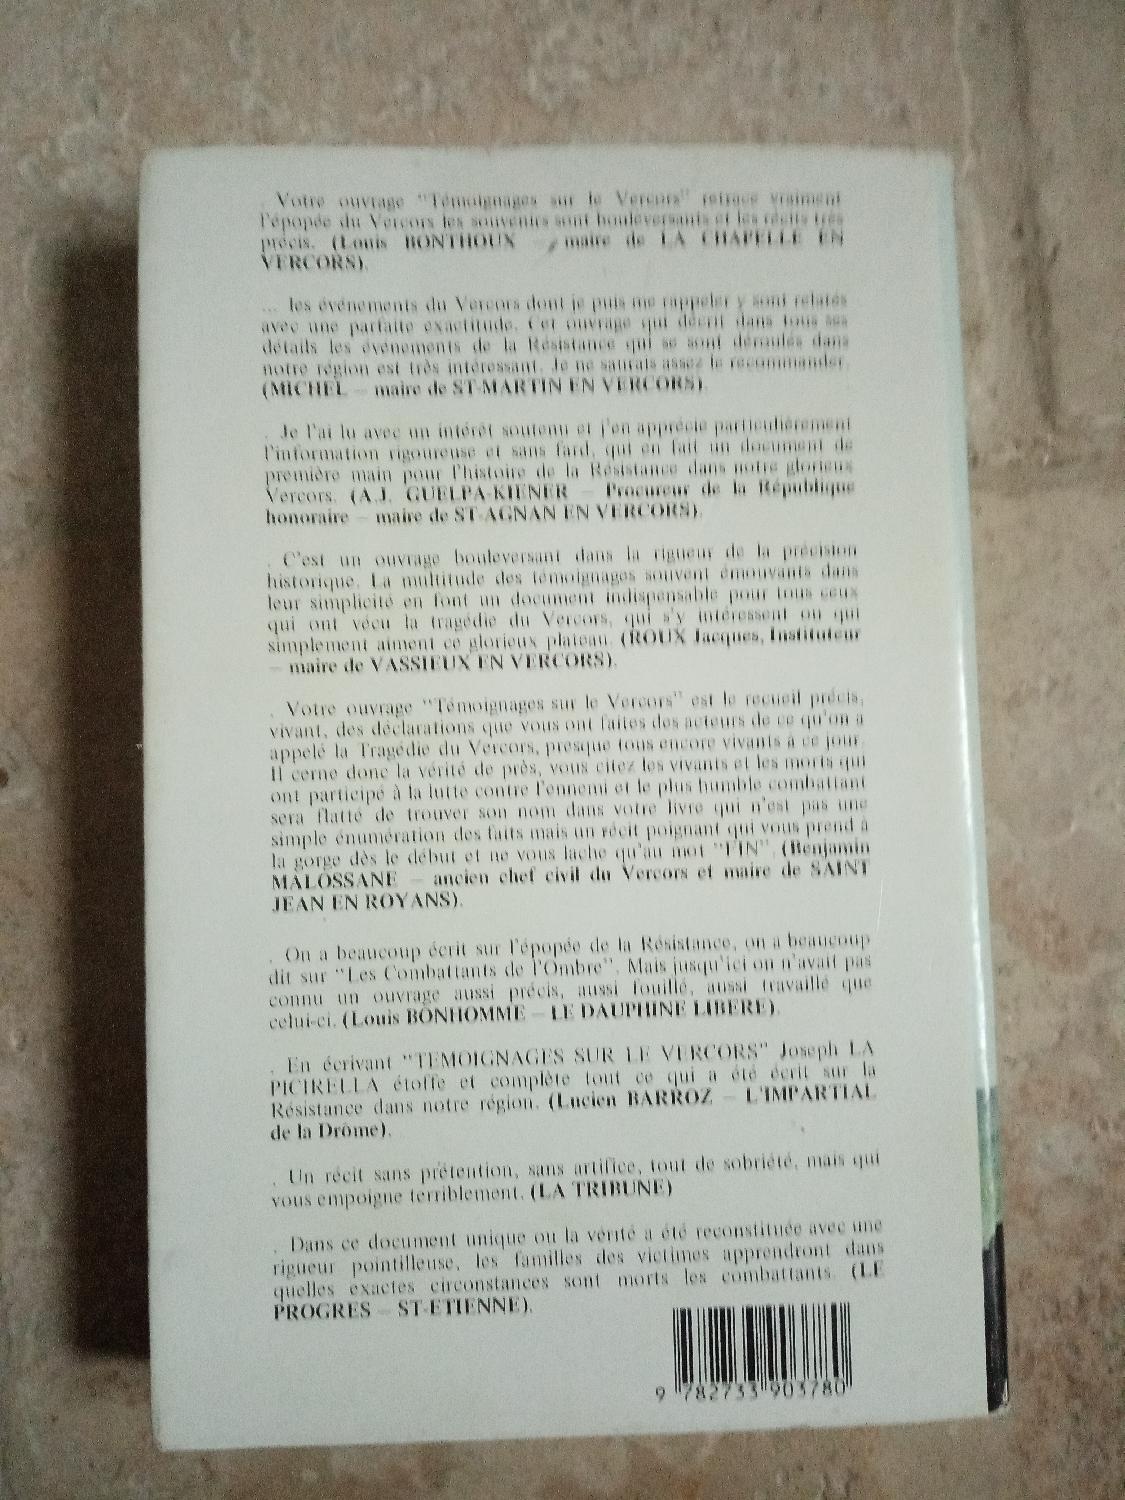 . Votre ouvrage "Témoignages sur le Vercors" retrace vraiment
l'épopée du Vercors les souvenirs sont bouleversants et les récits très
précis. (Louis BONTHOUX – maire de LA CHAPELLE EN
VERCORS).
... les événements du Vercors dont je puis me rappeler y sont relatés
avec une parfaite exactitude. Cet ouvrage qui décrit dans tous ses
détails les événements de la Résistance qui se sont déroulés dans
notre région est très intéressant. Je ne saurais assez le recommander.
(MICHEL – maire de ST-MARTIN EN VERCORS).
. Je l'ai lu avec un intérêt soutenu et j'en apprécie particulièrement
l'information rigoureuse et sans fard, qui en fait un document de
première main pour l'histoire de la Résistance dans notre glorieux
Vercors. (A.J. GUELPA-KIENER – Procureur de la République
honoraire – maire de ST-AGNAN EN VERCORS).
. C'est un ouvrage bouleversant dans la rigueur de la précision
historique. La multitude des témoignages souvent émouvants dans
leur simplicité en font un document indispensable pour tous ceux
qui ont vécu la tragédie du Vercors, qui s'y intéressent ou qui
simplement aiment ce glorieux plateau. (ROUX Jacques, Instituteur
– maire de VASSIEUX EN VERCORS).
. Votre ouvrage "Témoignages sur le Vercors" est le recueil précis,
vivant, des déclarations que vous ont faites des acteurs de ce qu'on a
appelé la Tragédie du Vercors, presque tous encore vivants à ce jour.
Il cerne donc la vérité de près, vous citez les vivants et les morts qui
ont participé à la lutte contre l'ennemi et le plus humble combattant
sera flatté de trouver son nom dans votre livre qui n'est pas une
simple énumération des faits mais un récit poignant qui vous prend à
la gorge dès le début et ne vous lache qu'au mot "FIN". (Benjamin
MALOSSANE – ancien chef civil du Vercors et maire de SAINT
JEAN EN ROYANS).
. On a beaucoup écrit sur l'épopée de la Résistance, on a beaucoup
dit sur "Les Combattants de l'Ombre". Mais jusqu'ici on n'avait pas
connu un ouvrage aussi précis, aussi fouillé, aussi travaillé que
celui-ci. (Louis BONHOMME – LE DAUPHINE LIBERE).
. En écrivant "TEMOIGNAGES SUR LE VERCORS" Joseph LA
PICIRELLA étoffe et complète tout ce qui a été écrit sur la
Résistance dans notre région. (Lucien BARROZ – L'IMPARTIAL
de la Drôme).
. Un récit sans prétention, sans artifice, tout de sobriété, mais qui
vous empoigne terriblement. (LA TRIBUNE)
. Dans ce document unique ou la vérité a été reconstituée avec une
rigueur pointilleuse, les familles des victimes apprendront dans
quelles exactes circonstances sont morts les combattants. (LE
PROGRES – ST-ETIENNE).
9 782733 903780